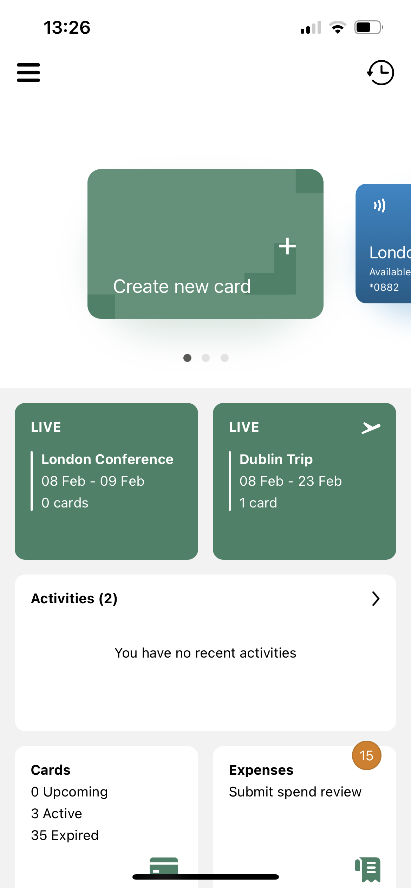 13:26
Create new card
+
Available
*0882
LIVE
London Conference
08 Feb - 09 Feb
0 cards
LIVE
Dublin Trip
08 Feb - 23 Feb
1 card
Activities (2)
You have no recent activities
Cards
0 Upcoming
3 Active
35 Expired
15
Expenses
Submit spend review